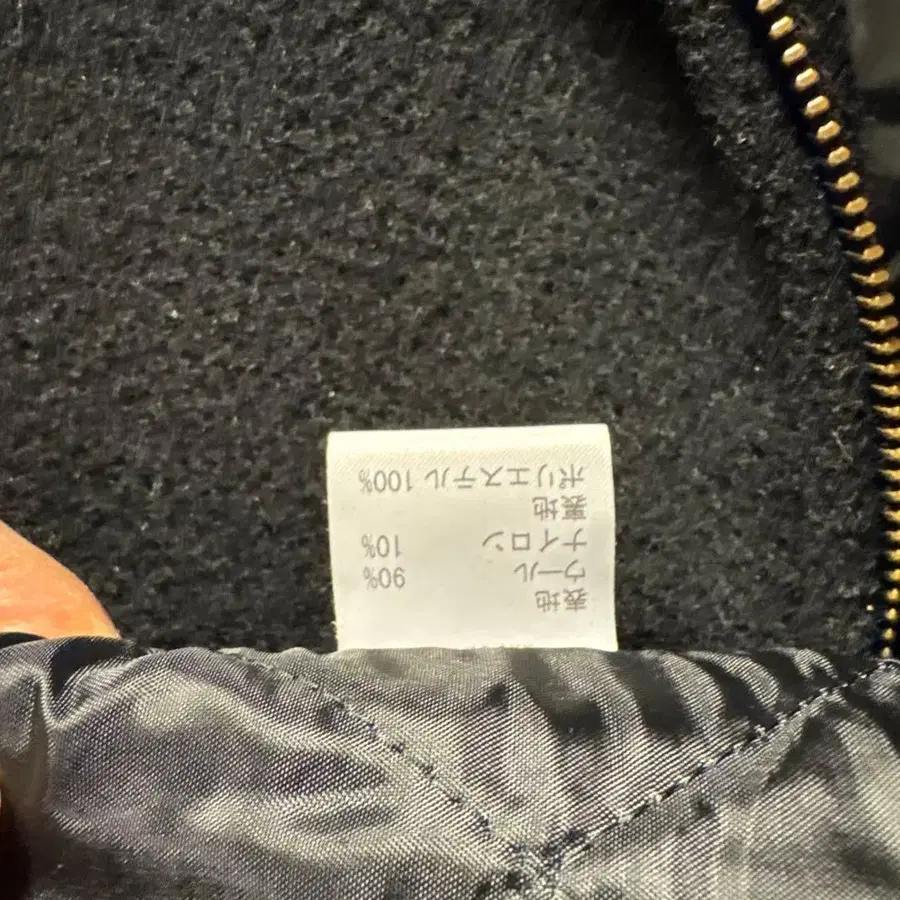 表地
ウール 90%
ナイロン 10%
表地
ポリエステル 100%